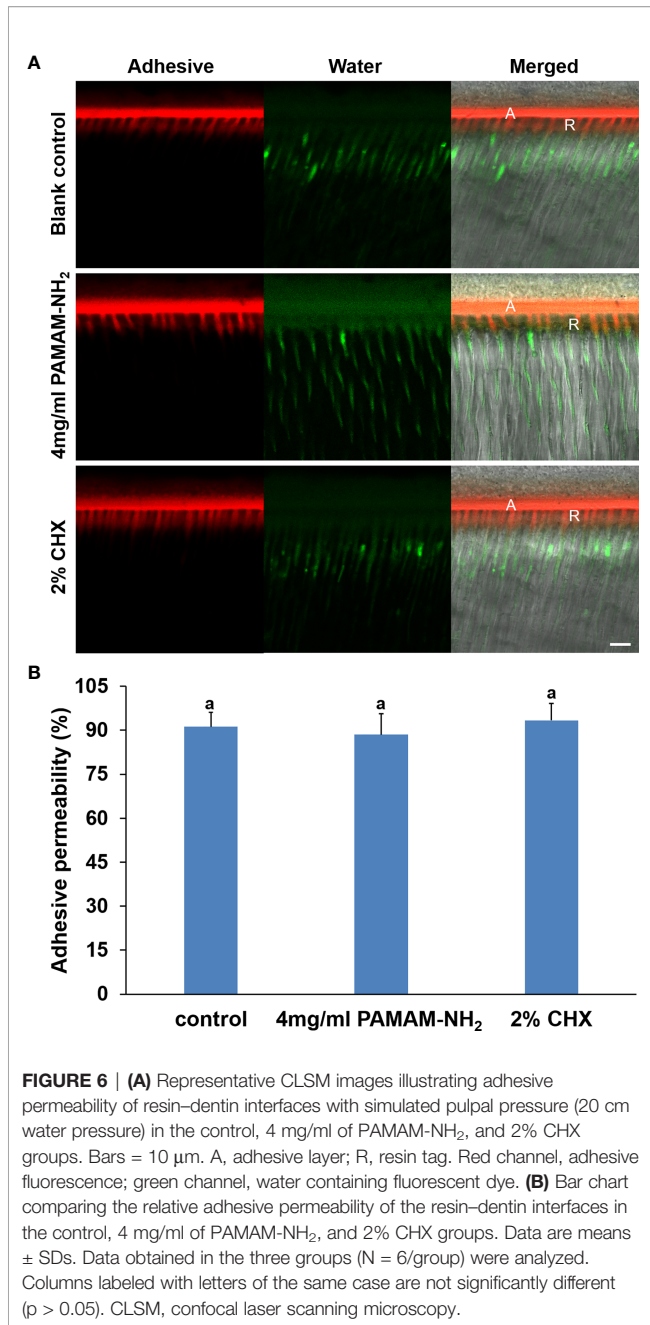 A
Adhesive Water Merged
Blank control
A
R
4mg/ml PAMAM-NH₂
A
R
2% CHX
A
R
B
105
90
75
60
45
30
15
0
Adhesive permeability (%)
a
a
a
control 4mg/ml PAMAM-NH₂ 2% CHX
FIGURE 6 | (A) Representative CLSM images illustrating adhesive
permeability of resin–dentin interfaces with simulated pulpal pressure (20 cm
water pressure) in the control, 4 mg/ml of PAMAM-NH₂, and 2% CHX
groups. Bars = 10 μm. A, adhesive layer; R, resin tag. Red channel, adhesive
fluorescence; green channel, water containing fluorescent dye. (B) Bar chart
comparing the relative adhesive permeability of the resin–dentin interfaces in
the control, 4 mg/ml of PAMAM-NH₂, and 2% CHX groups. Data are means
± SDs. Data obtained in the three groups (N = 6/group) were analyzed.
Columns labeled with letters of the same case are not significantly different
(p > 0.05). CLSM, confocal laser scanning microscopy.